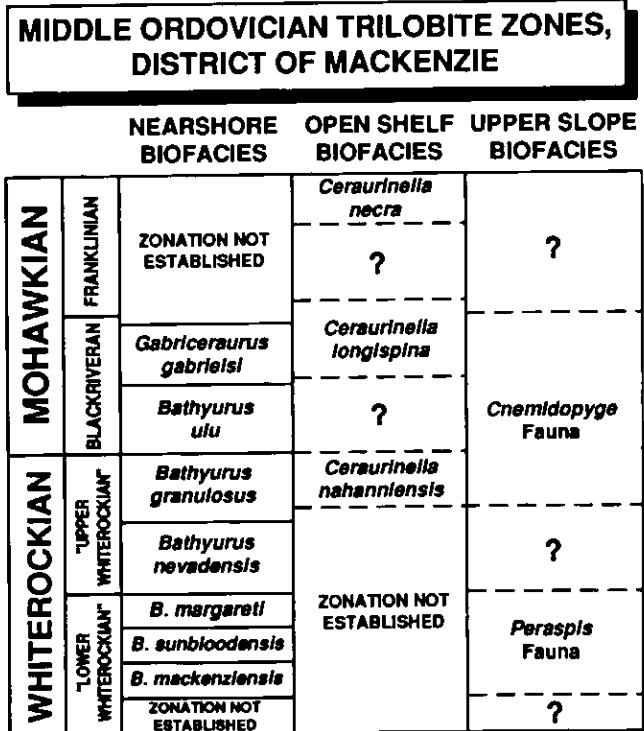 MIDDLE ORDOVICIAN TRILOBITE ZONES,
DISTRICT OF MACKENZIE
NEARSHORE BIOFACIES
OPEN SHELF BIOFACIES
UPPER SLOPE BIOFACIES
MOHAWKIAN
FRANKLINIAN
ZONATION NOT
ESTABLISHED
Ceraurinella
necra
?
?
BLACKRIVERAN
Gabriceraurus
gabrielsi
Ceraurinella
longispina
Bathyurus
ulu
?
Cnemidopyge
Fauna
WHITEROCKIAN
"UPPER
WHITEROCKIAN"
Bathyurus
granulosus
Ceraurinella
nahanniensis
Bathyurus
nevadensis
?
"LOWER
WHITEROCKIAN"
B. margareti
B. sunbloodensis
B. mackenziensis
ZONATION NOT
ESTABLISHED
ZONATION NOT
ESTABLISHED
Peraspis
Fauna
?